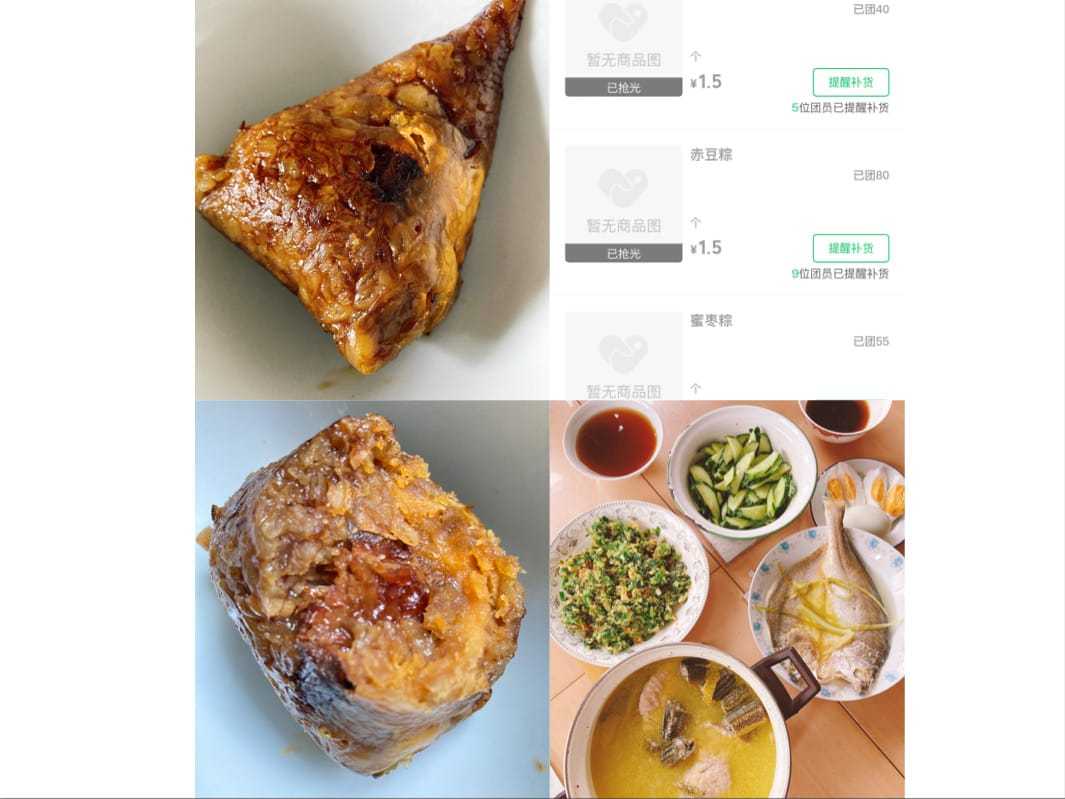 已团40
暂无商品图
个
已抢光
¥1.5
提醒补货
5位团员已提醒补货
赤豆粽
已团80
暂无商品图
个
已抢光
¥1.5
提醒补货
9位团员已提醒补货
蜜枣粽
已团55
暂无商品图
个